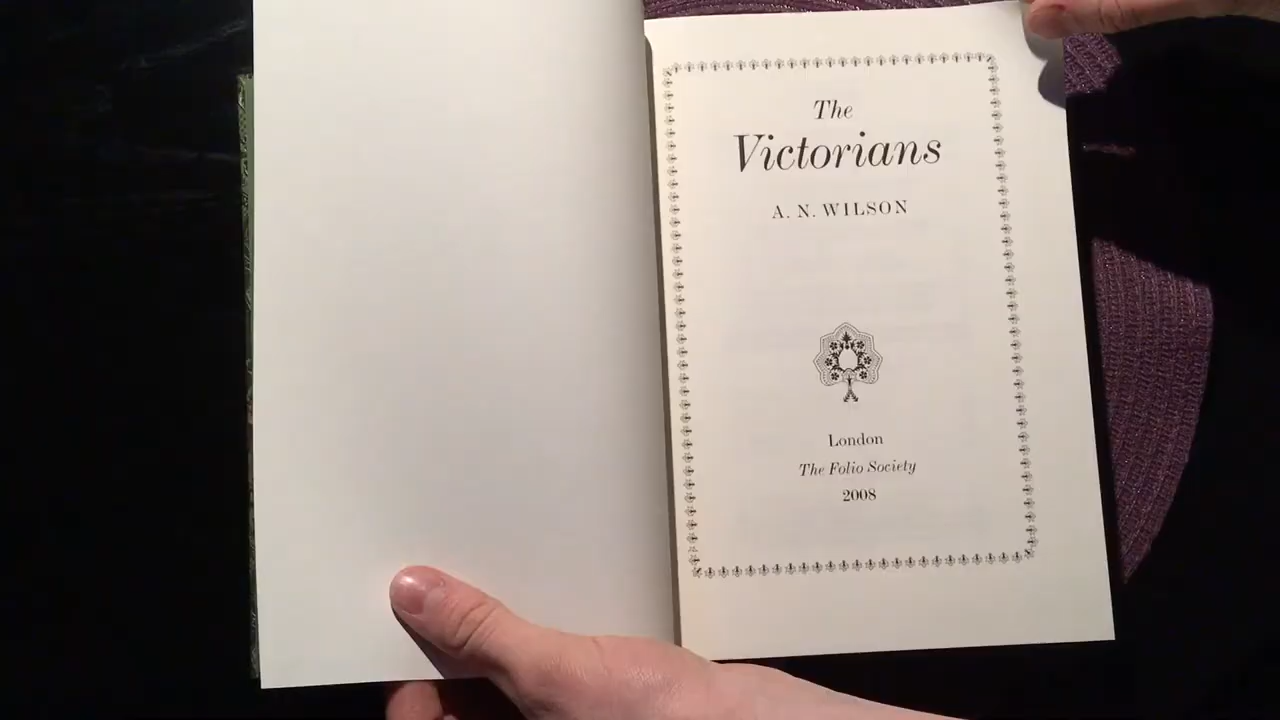 The
Victorians
A. N. WILSON
London
The Folio Society
2008